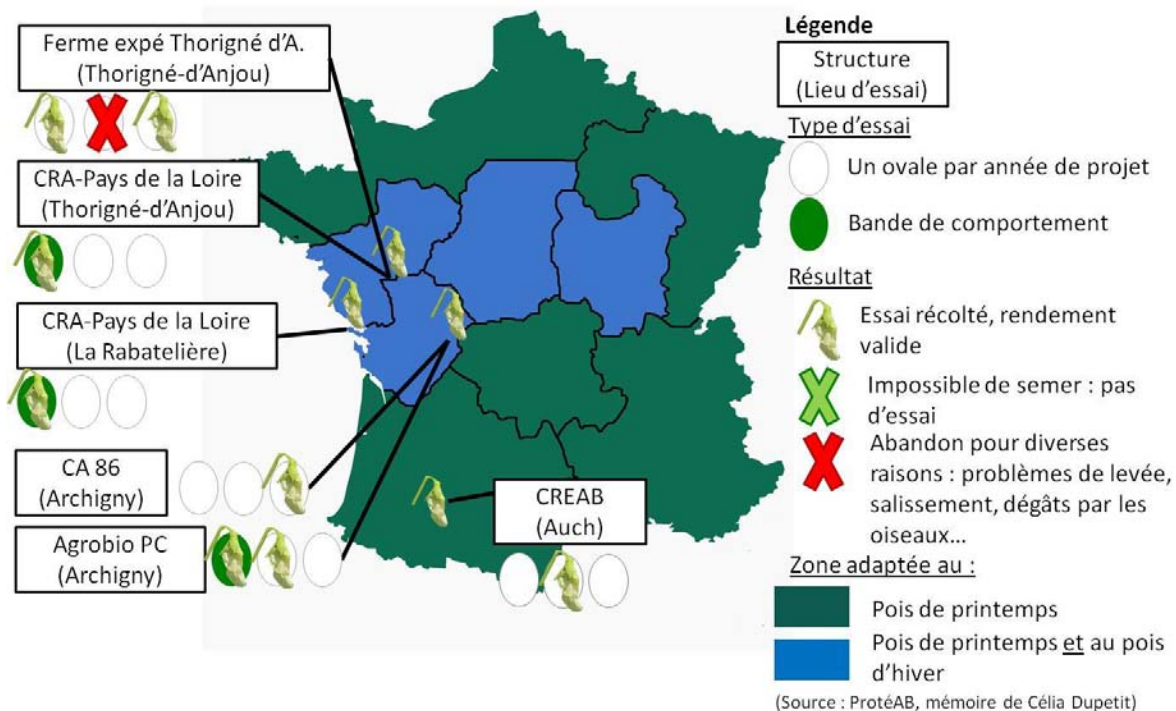 Ferme expé Thorigné d'A.
(Thorigné-d'Anjou)
CRA-Pays de la Loire
(Thorigné-d'Anjou)
CRA-Pays de la Loire
(La Rabatelière)
CA 86
(Archigny)
Agrobio PC
(Archigny)
CREAB
(Auch)
Légende
Structure
(Lieu d'essai)
Type d'essai
Un ovale par année de projet
Bande de comportement
Résultat
Essai récolté, rendement
valide
Impossible de semer : pas
d'essai
Abandon pour diverses
raisons : problèmes de levée,
salissement, dégâts par les
oiseaux...
Zone adaptée au :
Pois de printemps
Pois de printemps et au pois
d'hiver
(Source : ProtéAB, mémoire de Célia Dupetit)